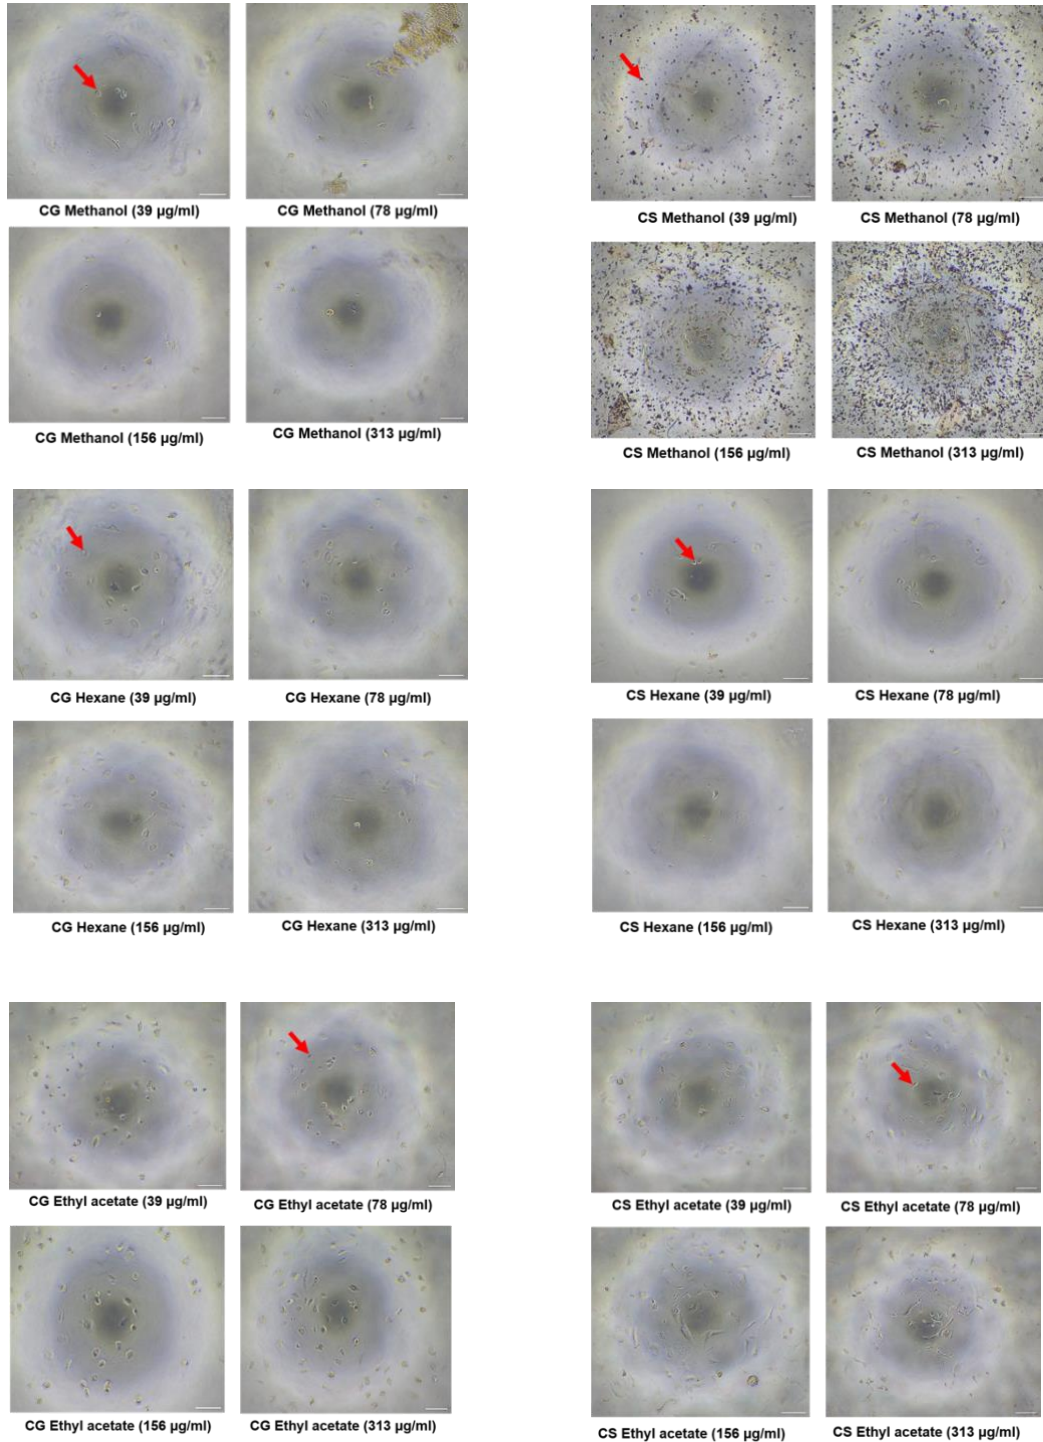 CG Methanol (39 µg/ml)
CG Methanol (78 µg/ml)
CS Methanol (39 µg/ml)
CS Methanol (78 µg/ml)
CG Methanol (156 µg/ml)
CG Methanol (313 µg/ml)
CS Methanol (156 µg/ml)
CS Methanol (313 µg/ml)
CG Hexane (39 µg/ml)
CG Hexane (78 µg/ml)
CS Hexane (39 µg/ml)
CS Hexane (78 µg/ml)
CG Hexane (156 µg/ml)
CG Hexane (313 µg/ml)
CS Hexane (156 µg/ml)
CS Hexane (313 µg/ml)
CG Ethyl acetate (39 µg/ml)
CG Ethyl acetate (78 µg/ml)
CS Ethyl acetate (39 µg/ml)
CS Ethyl acetate (78 µg/ml)
CG Ethyl acetate (156 µg/ml)
CG Ethyl acetate (313 µg/ml)
CS Ethyl acetate (156 µg/ml)
CS Ethyl acetate (313 µg/ml)